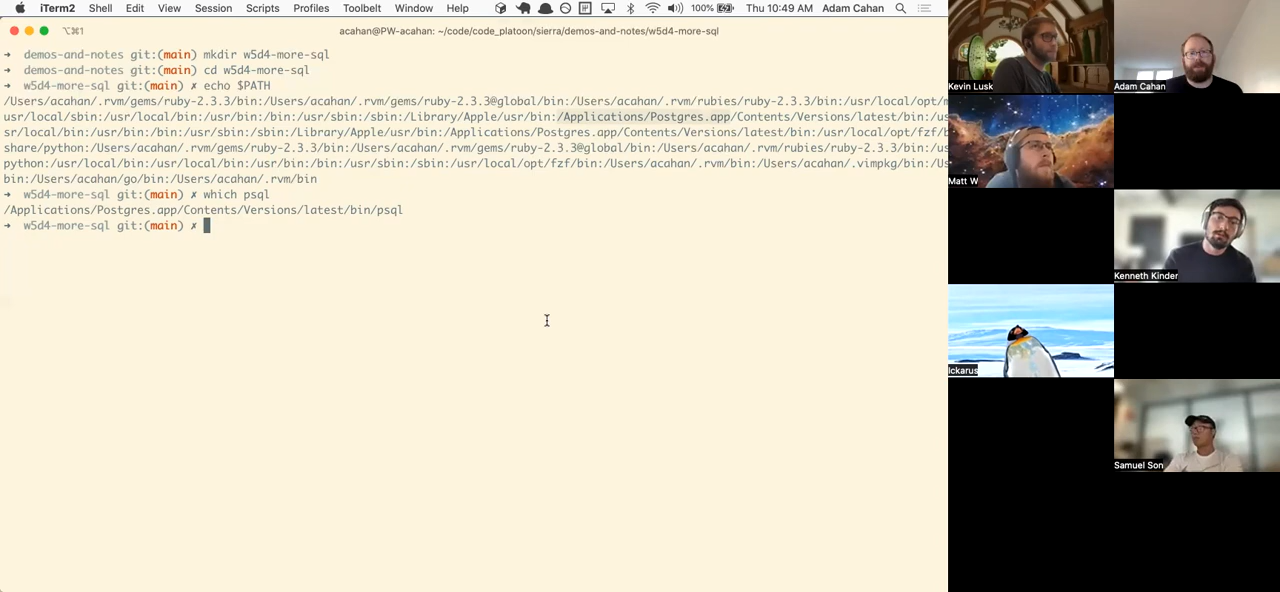 iTerm2 Shell Edit View Session Scripts Profiles Toolbelt Window Help 100% Thu 10:49 AM Adam Cahan
⌥⌘1 acahan@PW-acahan: ~/code/code_platoon/sierra/demos-and-notes/w5d4-more-sql
➜ demos-and-notes git:(main) mkdir w5d4-more-sql
➜ demos-and-notes git:(main) cd w5d4-more-sql
➜ w5d4-more-sql git:(main) ✗ echo $PATH
/Users/acahan/.rvm/gems/ruby-2.3.3/bin:/Users/acahan/.rvm/gems/ruby-2.3.3@global/bin:/Users/acahan/.rvm/rubies/ruby-2.3.3/bin:/usr/local/opt/m
usr/local/sbin:/usr/local/bin:/usr/bin:/bin:/usr/sbin:/sbin:/Library/Apple/usr/bin:/Applications/Postgres.app/Contents/Versions/latest/bin:/us
sr/local/bin:/usr/bin:/bin:/usr/sbin:/sbin:/Library/Apple/usr/bin:/Applications/Postgres.app/Contents/Versions/latest/bin:/usr/local/opt/fzf/b
share/python:/Users/acahan/.rvm/gems/ruby-2.3.3/bin:/Users/acahan/.rvm/gems/ruby-2.3.3@global/bin:/Users/acahan/.rvm/rubies/ruby-2.3.3/bin:/us
python:/usr/local/bin:/usr/local/bin:/usr/bin:/bin:/usr/sbin:/sbin:/usr/local/opt/fzf/bin:/Users/acahan/.rvm/bin:/Users/acahan/.vimpkg/bin:/Us
bin:/Users/acahan/go/bin:/Users/acahan/.rvm/bin
➜ w5d4-more-sql git:(main) ✗ which psql
/Applications/Postgres.app/Contents/Versions/latest/bin/psql
➜ w5d4-more-sql git:(main) ✗
Kevin Lusk
Adam Cahan
Matt W
Kenneth Kinder
Ickarus
Samuel Son